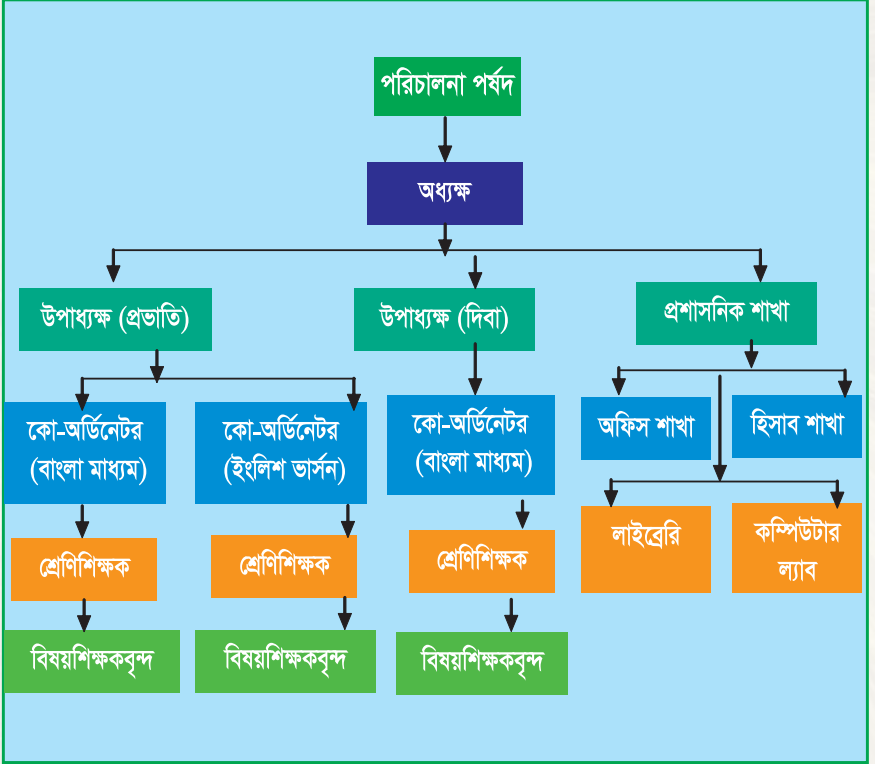 পরিচালনা পর্ষদ
অধ্যক্ষ
উপাধ্যক্ষ (প্রভাতি)
উপাধ্যক্ষ (দিবা)
প্রশাসনিক শাখা
কো-অর্ডিনেটর
(বাংলা মাধ্যম)
কো-অর্ডিনেটর
(ইংলিশ ভার্সন)
কো-অর্ডিনেটর
(বাংলা মাধ্যম)
অফিস শাখা
হিসাব শাখা
শ্রেণিশিক্ষক
শ্রেণিশিক্ষক
শ্রেণিশিক্ষক
লাইব্রেরি
কম্পিউটার
ল্যাব
বিষয়শিক্ষকবৃন্দ
বিষয়শিক্ষকবৃন্দ
বিষয়শিক্ষকবৃন্দ